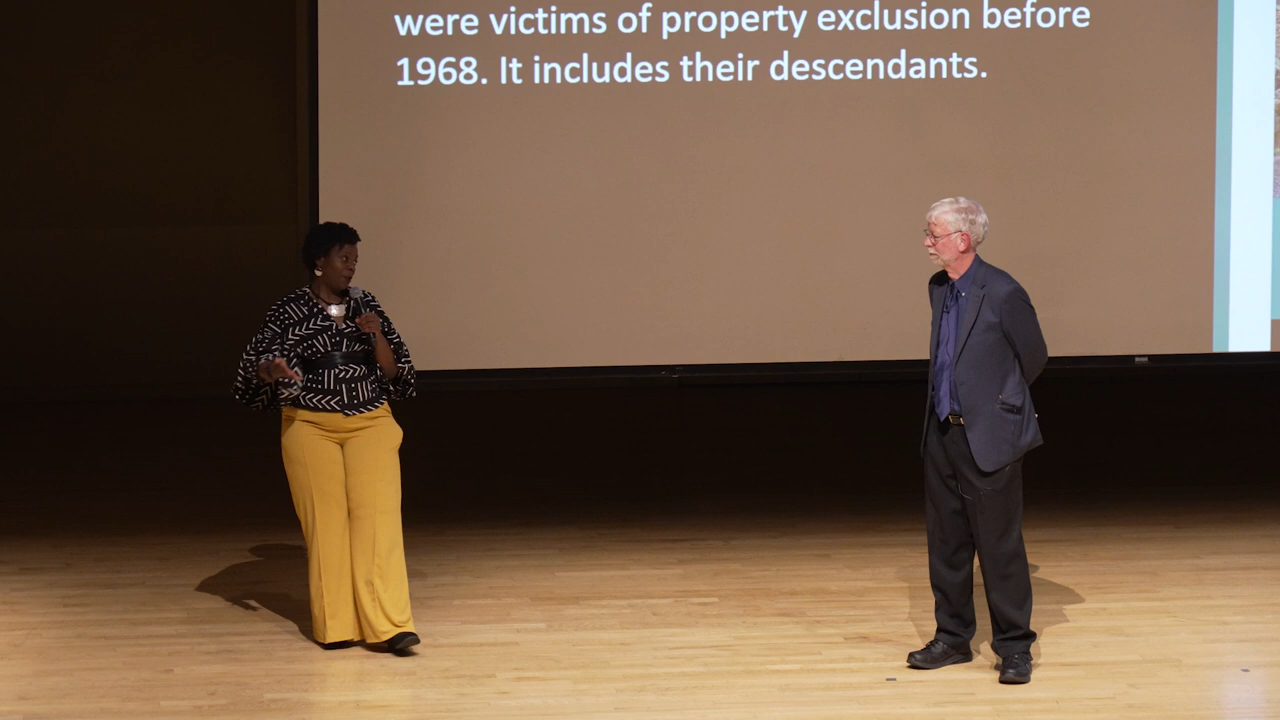 were victims of property exclusion before
1968. It includes their descendants.